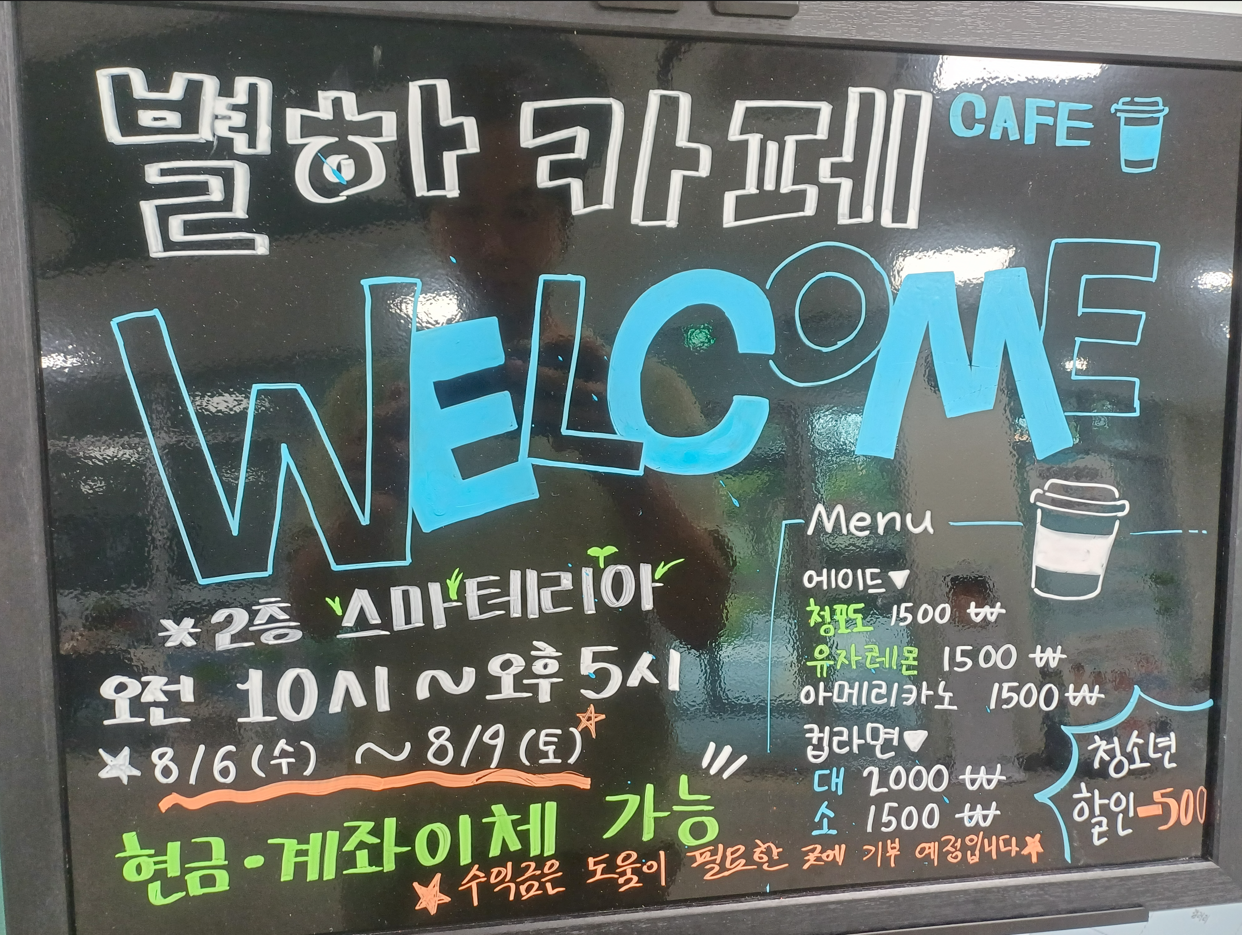 별하 카페 CAFE
WELCOME
*2층 스마테리아
오전 10시 ~ 오후 5시
☆8/6(수) ~ 8/9(토)☆
현금·계좌이체 가능
Menu
에이드▼
청포도 1500 ₩
유자레몬 1500 ₩
아메리카노 1500 ₩
컵라면▼
대 2000 ₩
소 1500 ₩
청소년
할인-500
★수익금은 도움이 필요한 곳에 기부 예정입니다★